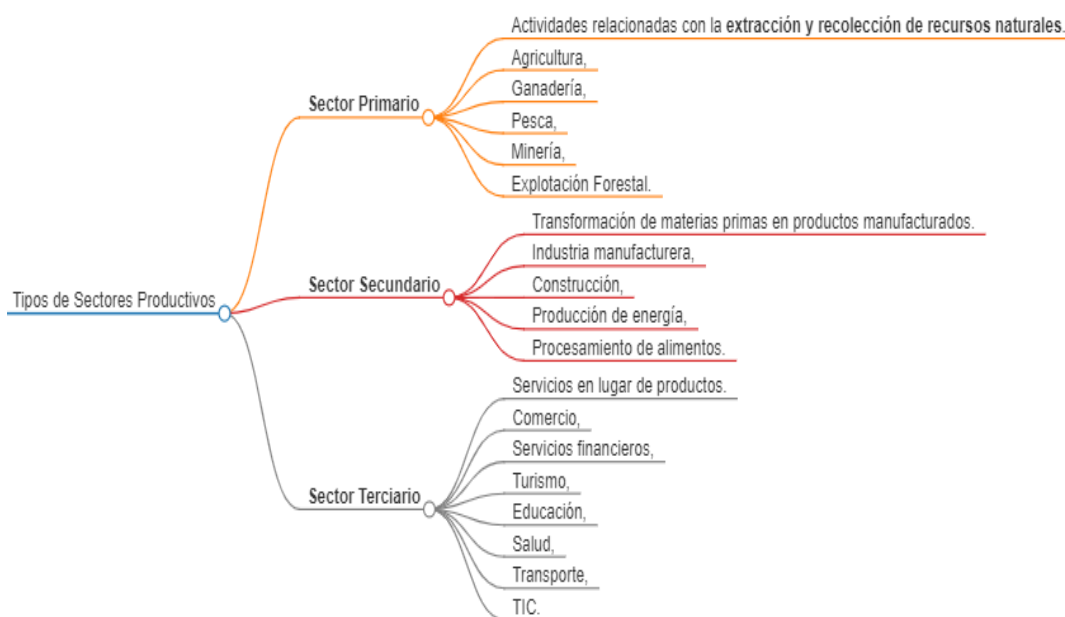 Tipos de Sectores Productivos
Sector Primario
Actividades relacionadas con la extracción y recolección de recursos naturales.
Agricultura,
Ganadería,
Pesca,
Minería,
Explotación Forestal.
Sector Secundario
Transformación de materias primas en productos manufacturados.
Industria manufacturera,
Construcción,
Producción de energía,
Procesamiento de alimentos.
Sector Terciario
Servicios en lugar de productos.
Comercio,
Servicios financieros,
Turismo,
Educación,
Salud,
Transporte,
TIC.